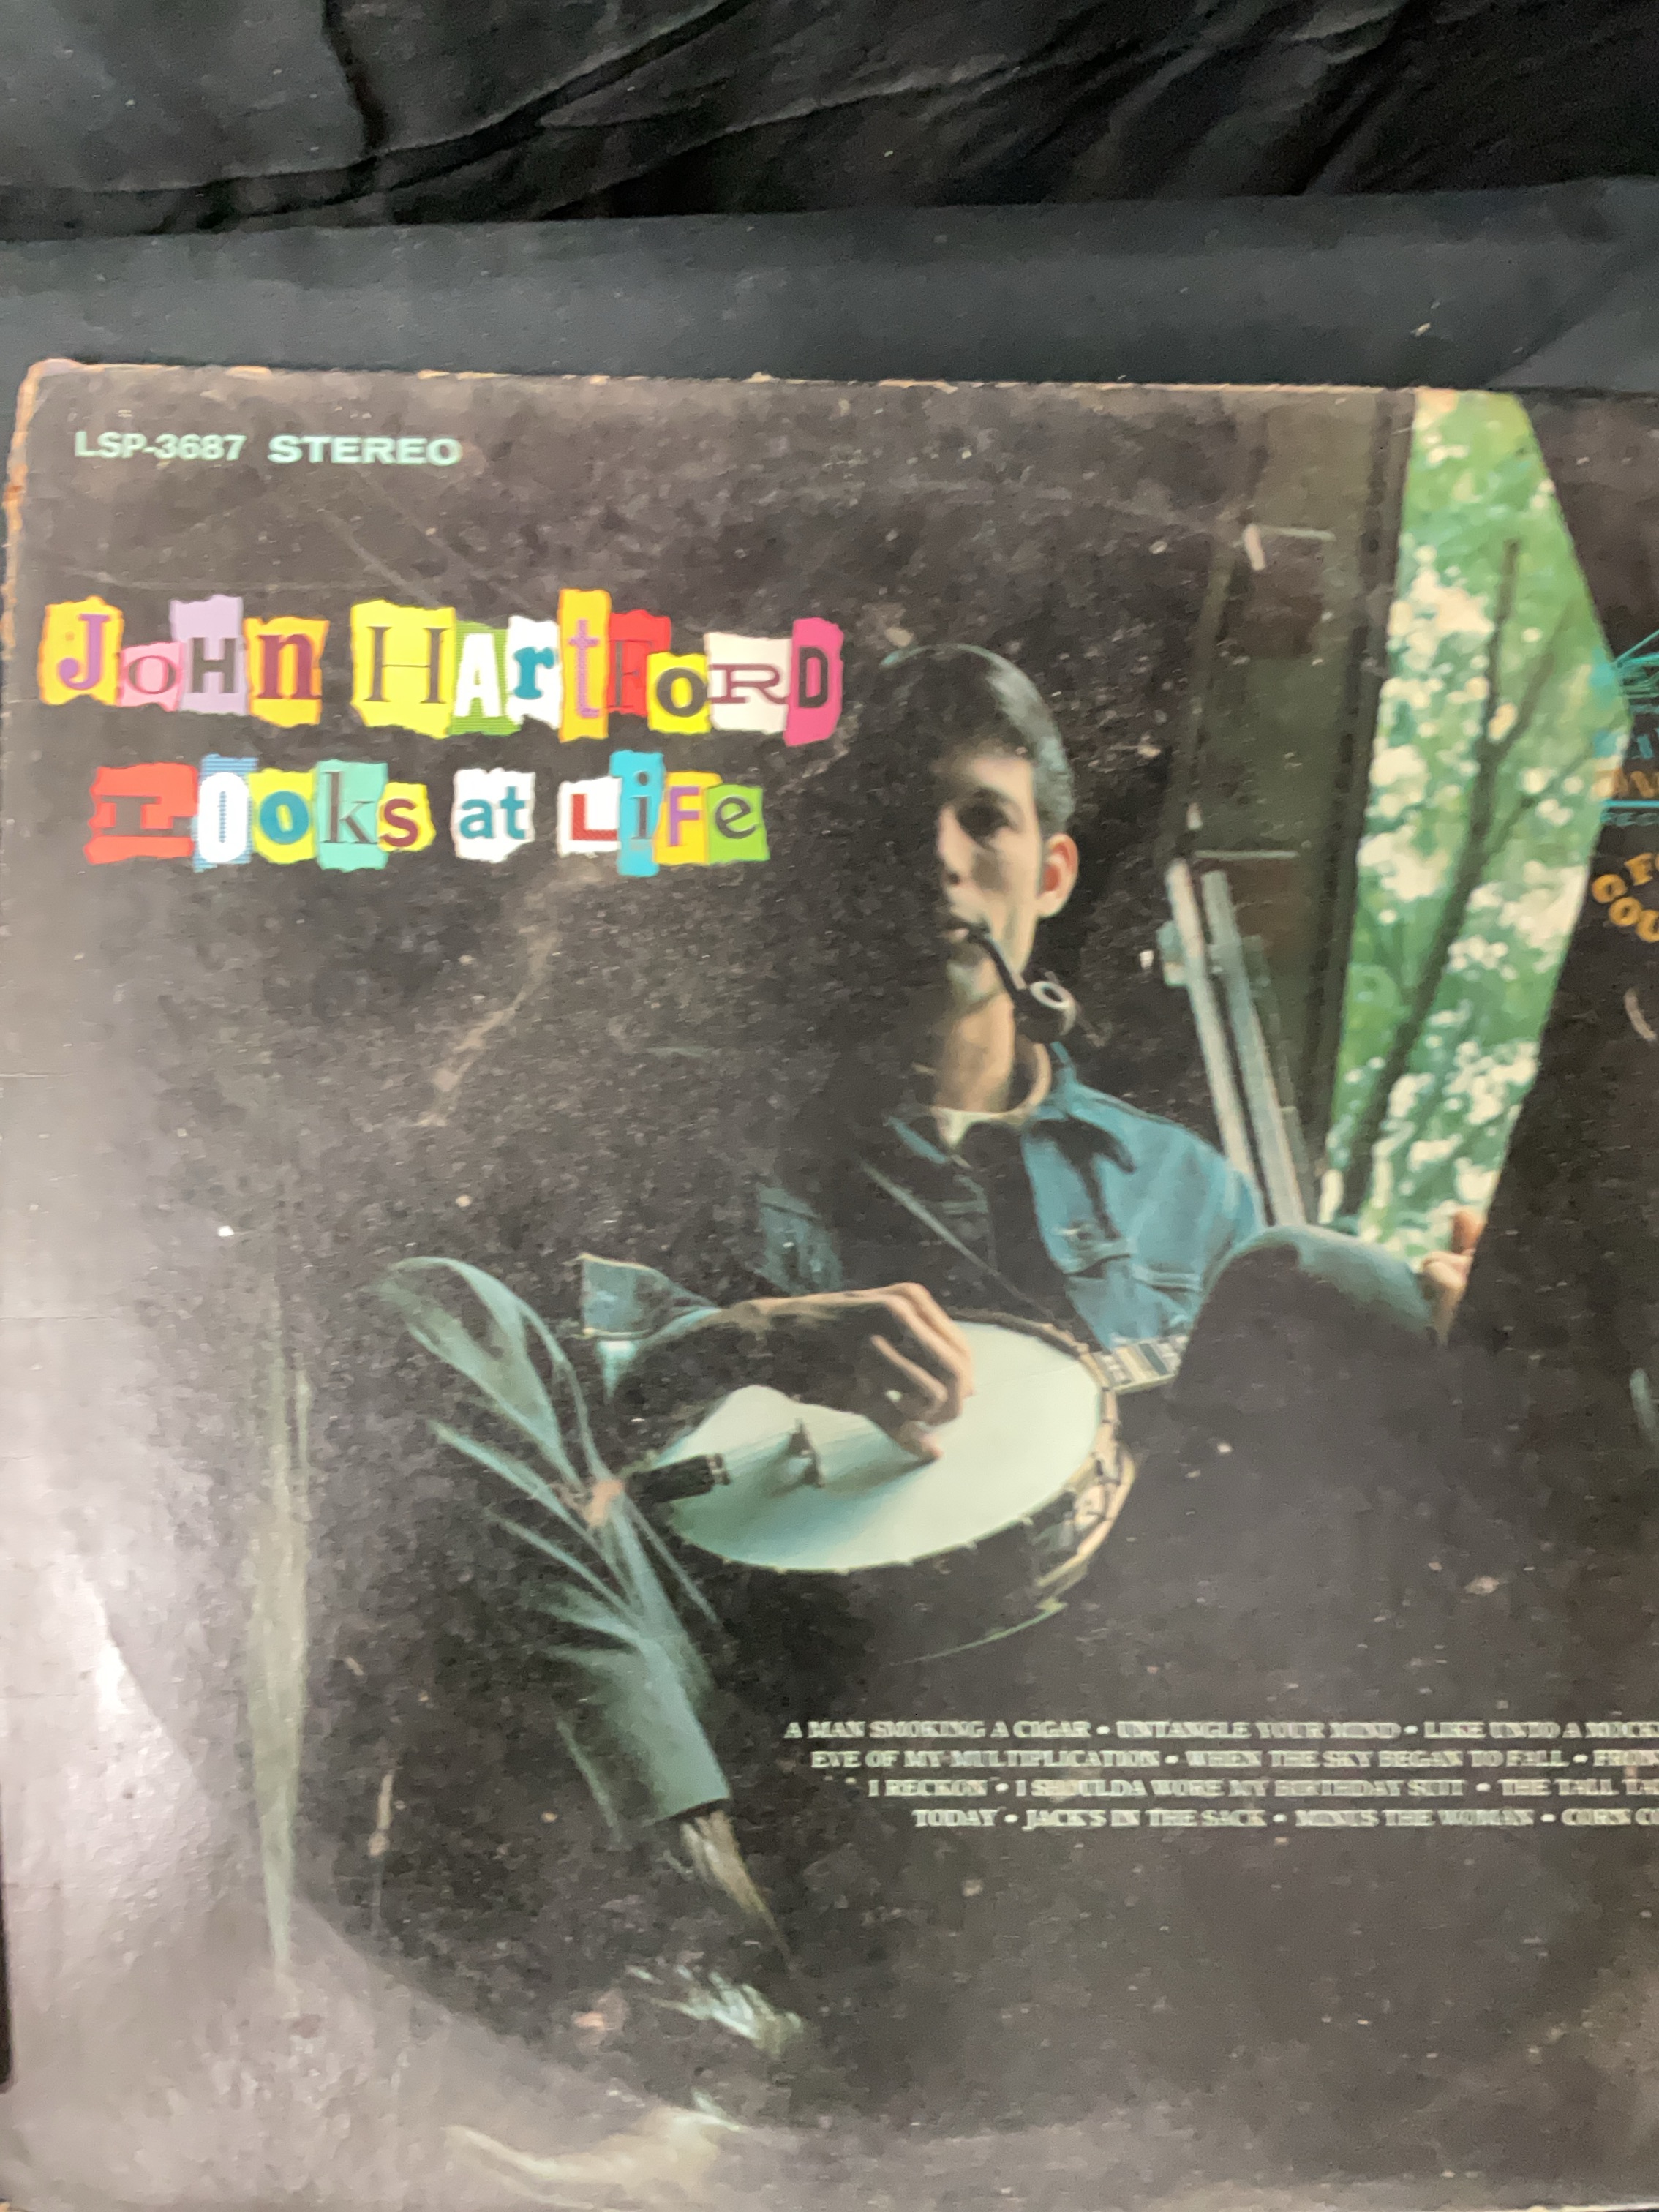 LSP-3687 STEREO
JoHn HArtFoRD
LOoks at LiFe
A MAN SMOKING A CIGAR • UNTANGLE YOUR MIND • LIKE UNTO A
EVE OF MY MULTIPLICATION • WHEN THE SKY BEGAN TO FALL •
I RECKON • I SHOULDA WORE MY BIRTHDAY SUIT • THE TALL
TODAY • JACK'S IN THE SACK • MINUS THE WOMAN • CORN